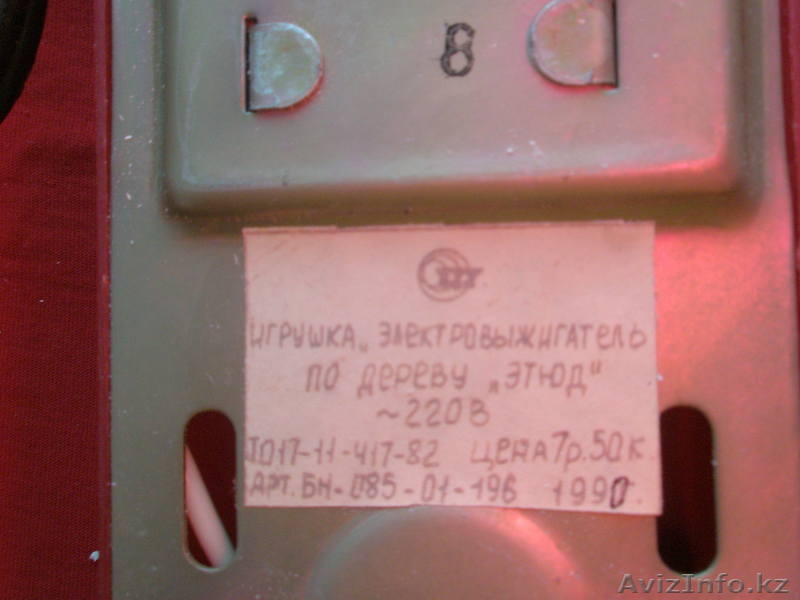 8
ИГРУШКА „ЭЛЕКТРОВЫЖИГАТЕЛЬ
ПО ДЕРЕВУ „ЭТЮД"
~220В
ТО17-11-417-82 ЦЕНА 7р.50к.
АРТ. БН-085-01-196 1990.
AvizInfo.kz